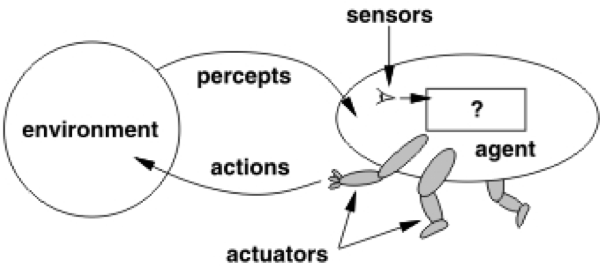 sensors
percepts
environment
?
agent
actions
actuators